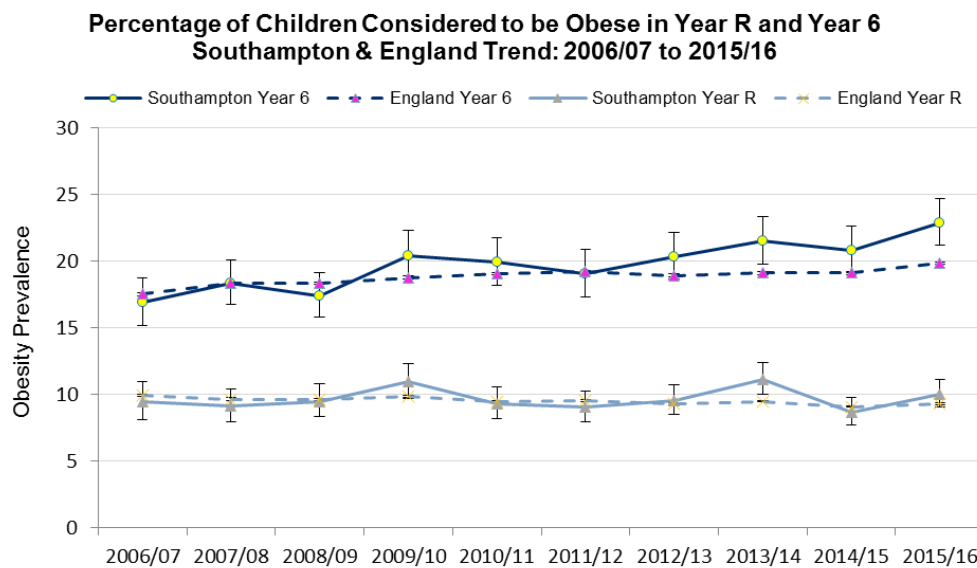 Percentage of Children Considered to be Obese in Year R and Year 6
Southampton & England Trend: 2006/07 to 2015/16
Southampton Year 6 England Year 6 Southampton Year R England Year R
30
25
20
15
10
5
0
Obesity Prevalence
2006/07 2007/08 2008/09 2009/10 2010/11 2011/12 2012/13 2013/14 2014/15 2015/16